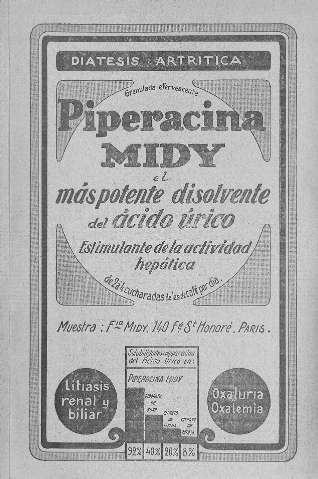 DIATESIS ARTRITICA
Granulada efervescente
Piperacina
MIDY
el
más potente disolvente
del ácido úrico
Estimulante de la actividad
hepática
de 2 a 4 cucharadas de café por día
Muestra: Fcia MIDY, 140 Fg St Honoré, PARIS.
Litiasis
renal y
biliar
PIPERACINA MIDY
92% 40% 20% 8%
Oxaluria
Oxalemia